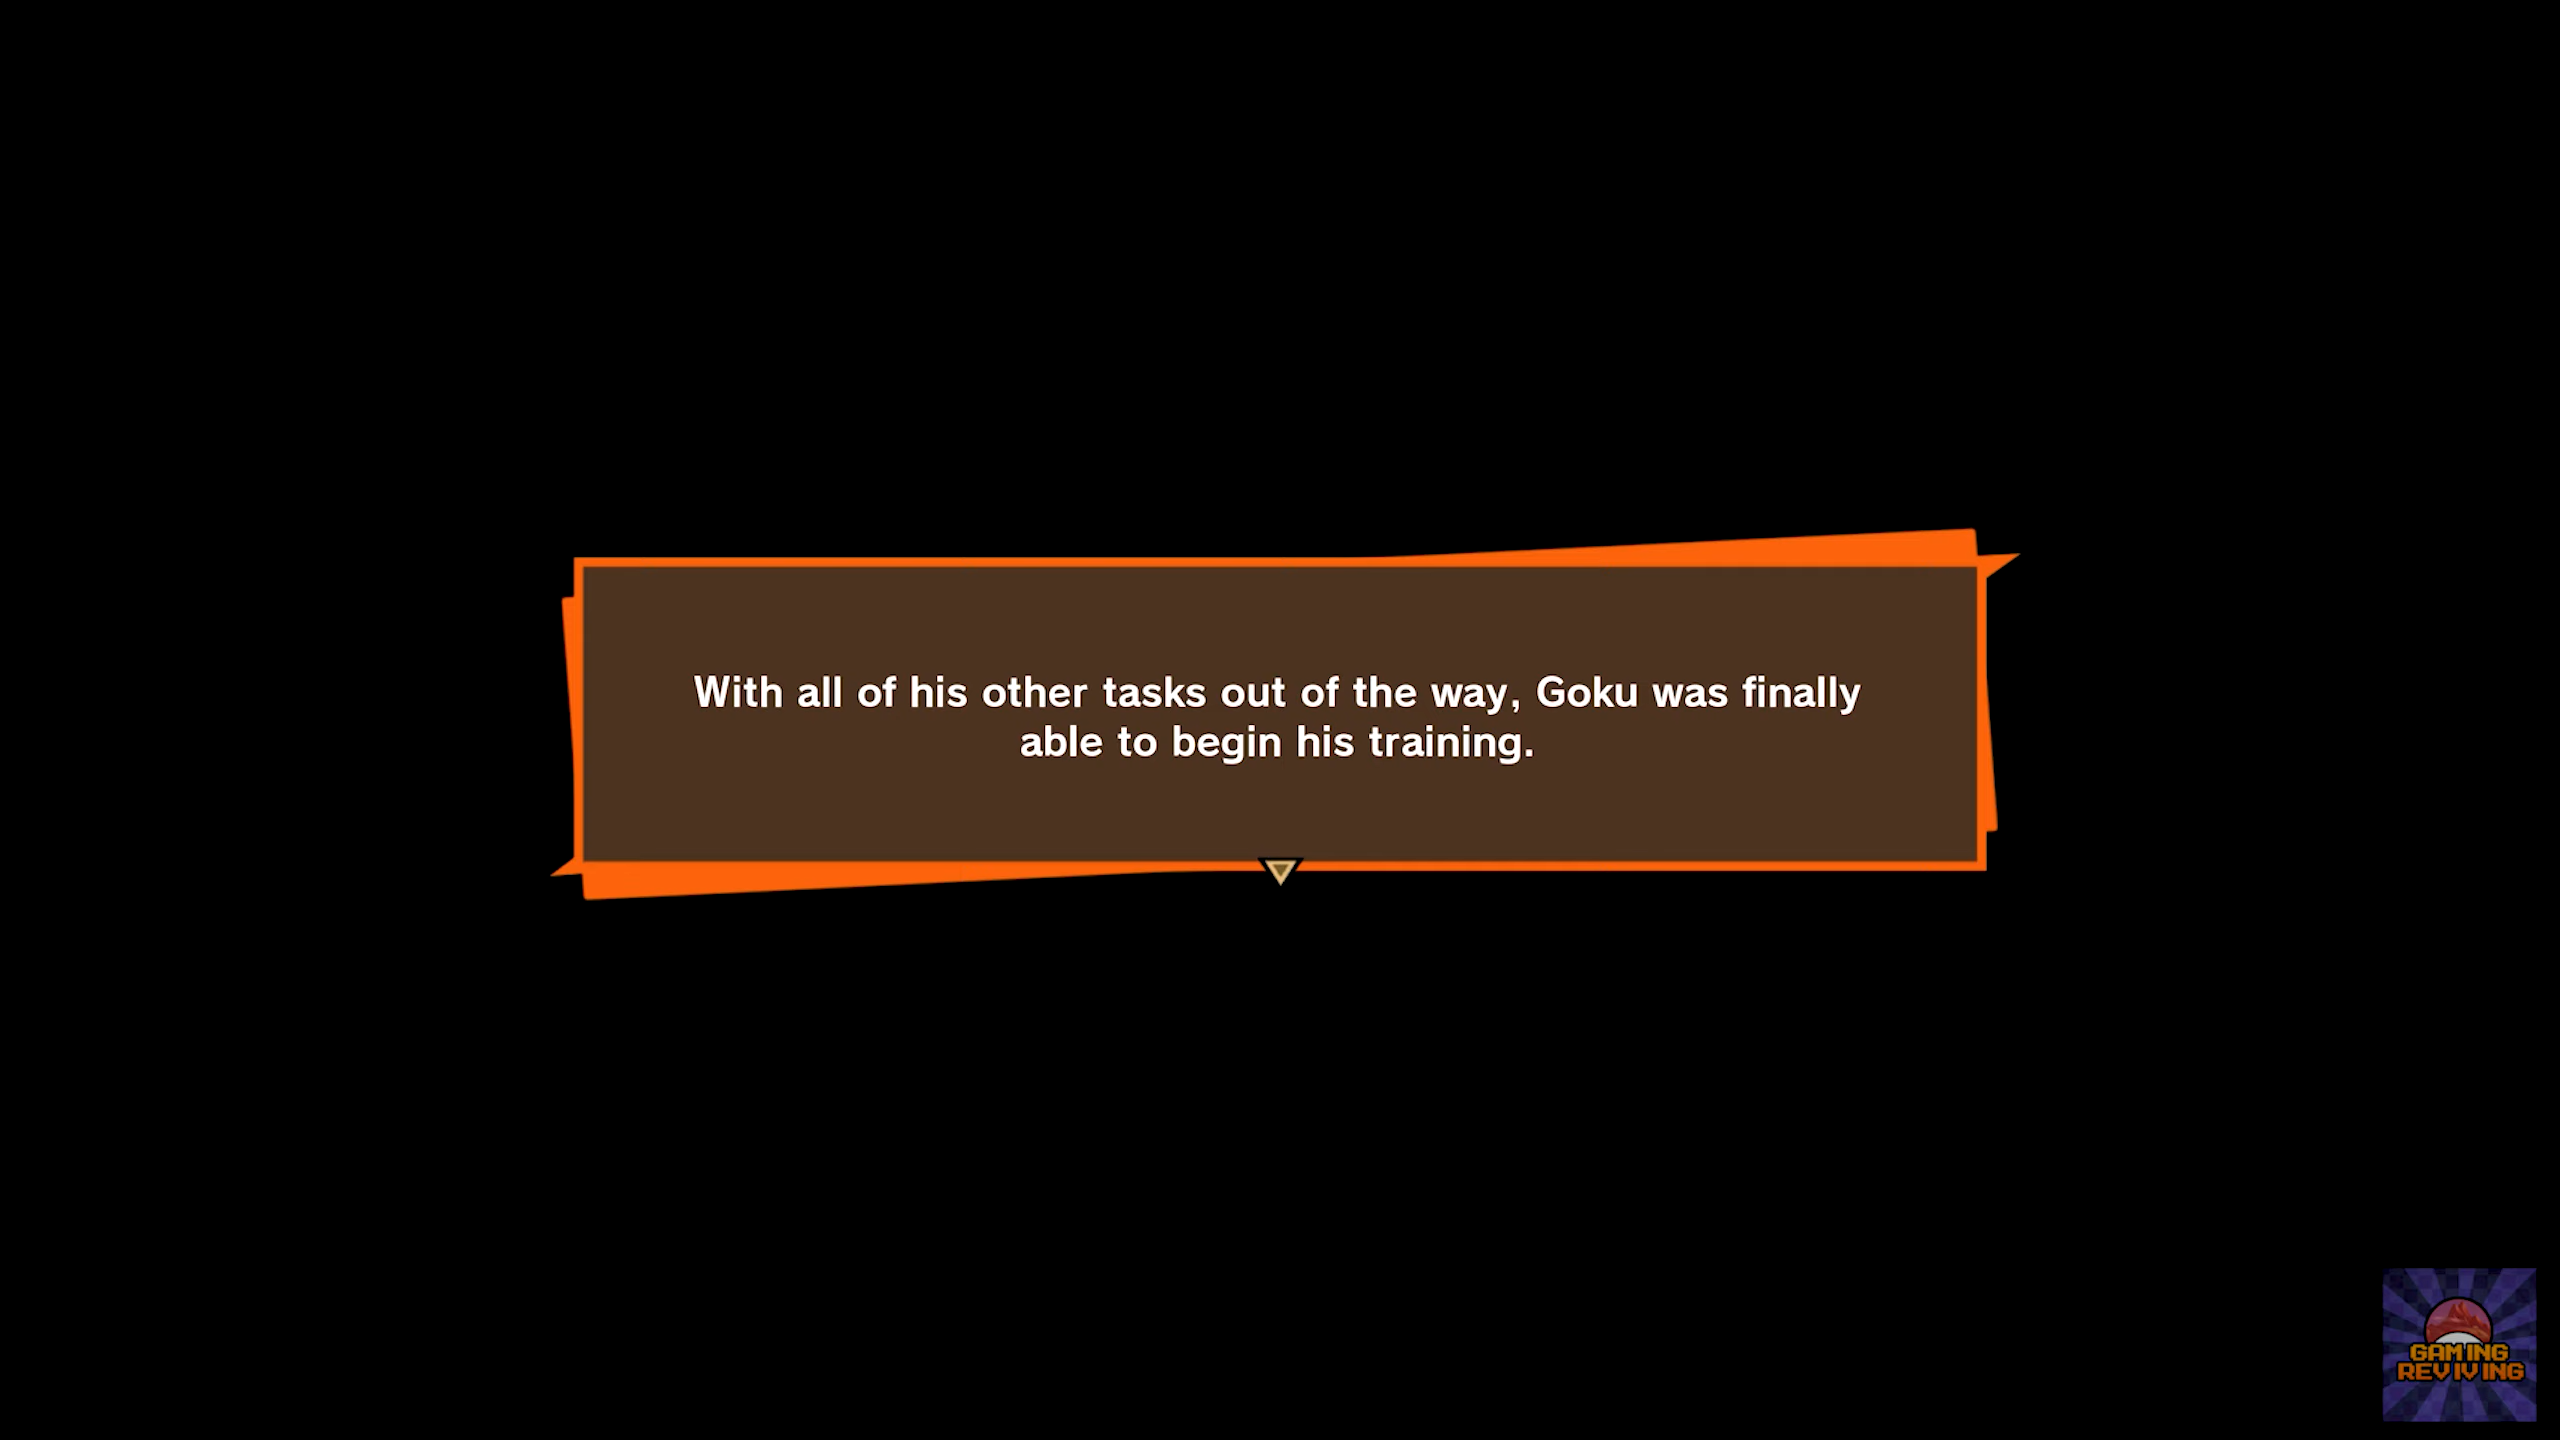 With all of his other tasks out of the way, Goku was finally
able to begin his training.
GAMING
REVIVING